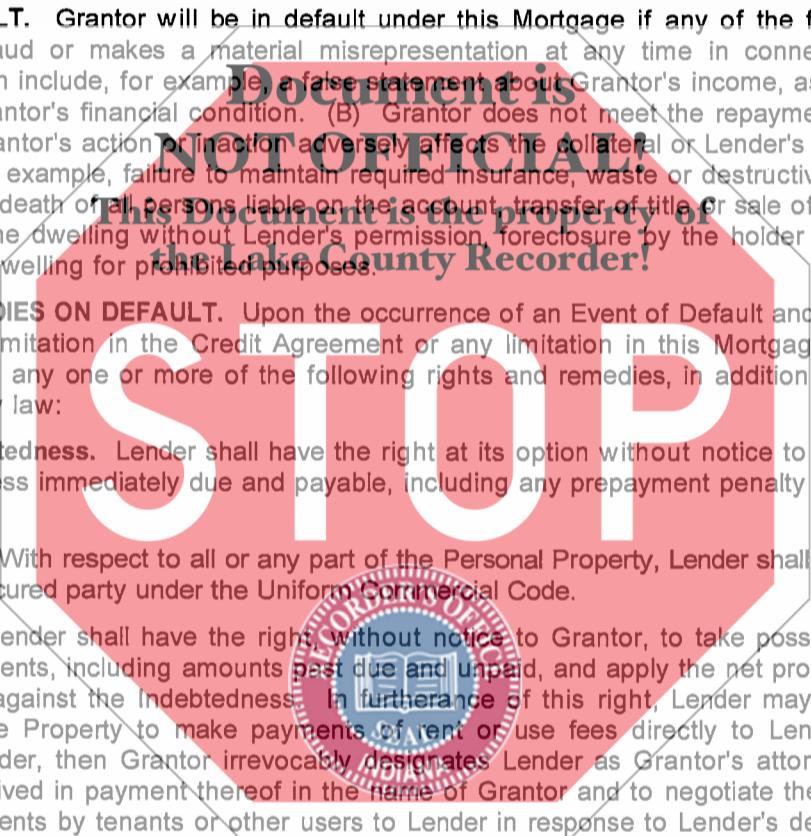 LT. Grantor will be in default under this Mortgage if any of the f
aud or makes a material misrepresentation at any time in conne
n include, for example, a false statement about Grantor's income, a
antor's financial condition. (B) Grantor does not meet the repayme
antor's action or inaction adversely affects the collateral or Lender's
example, failure to maintain required insurance, waste or destructiv
death of all persons liable on the account, transfer of title or sale of
he dwelling without Lender's permission, foreclosure by the holder
welling for prohibited purposes.
Document is
NOT OFFICIAL!
This Document is the property of
the Lake County Recorder!
DIES ON DEFAULT. Upon the occurrence of an Event of Default and
mitation in the Credit Agreement or any limitation in this Mortgag
any one or more of the following rights and remedies, in addition
y law:
STOP
tedness. Lender shall have the right at its option without notice to
ss immediately due and payable, including any prepayment penalty
With respect to all or any part of the Personal Property, Lender shall
cured party under the Uniform Commercial Code.
ender shall have the right, without notice to Grantor, to take poss
ents, including amounts past due and unpaid, and apply the net pro
against the Indebtedness. In furtherance of this right, Lender may
e Property to make payments of rent or use fees directly to Len
der, then Grantor irrevocably designates Lender as Grantor's attor
ived in payment thereof in the name of Grantor and to negotiate the
ents by tenants or other users to Lender in response to Lender's de
RECORDER'S OFFICE
SEAL
INDIANA